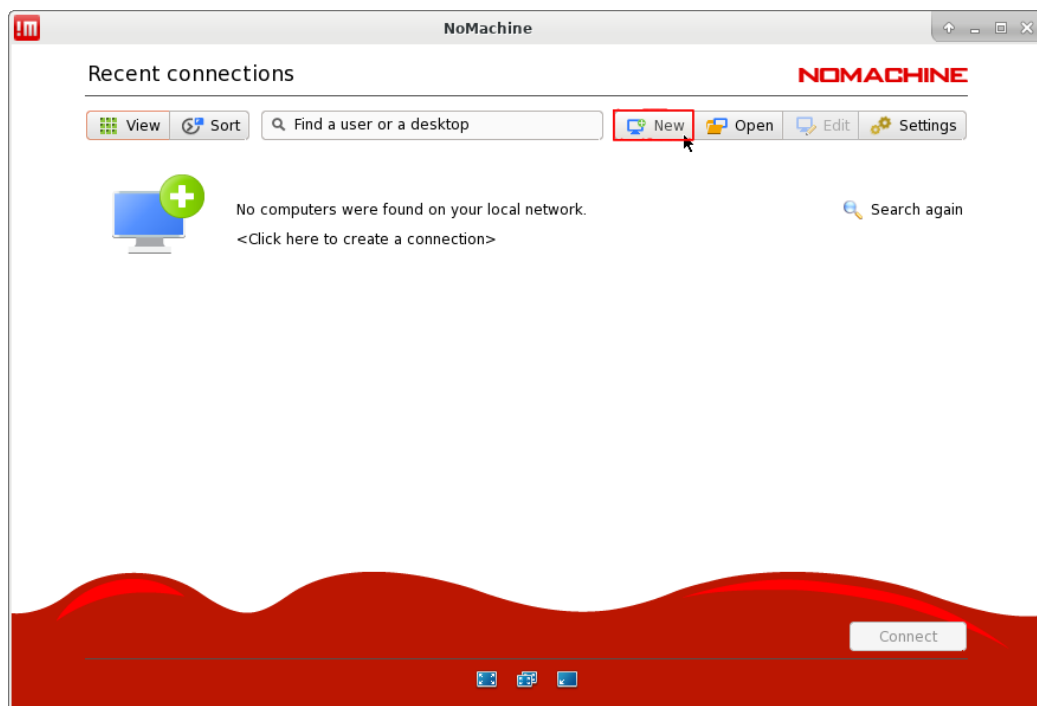 !m NoMachine
Recent connections NOMACHINE
View Sort Find a user or a desktop New Open Edit Settings
No computers were found on your local network. Search again
<Click here to create a connection>
Connect